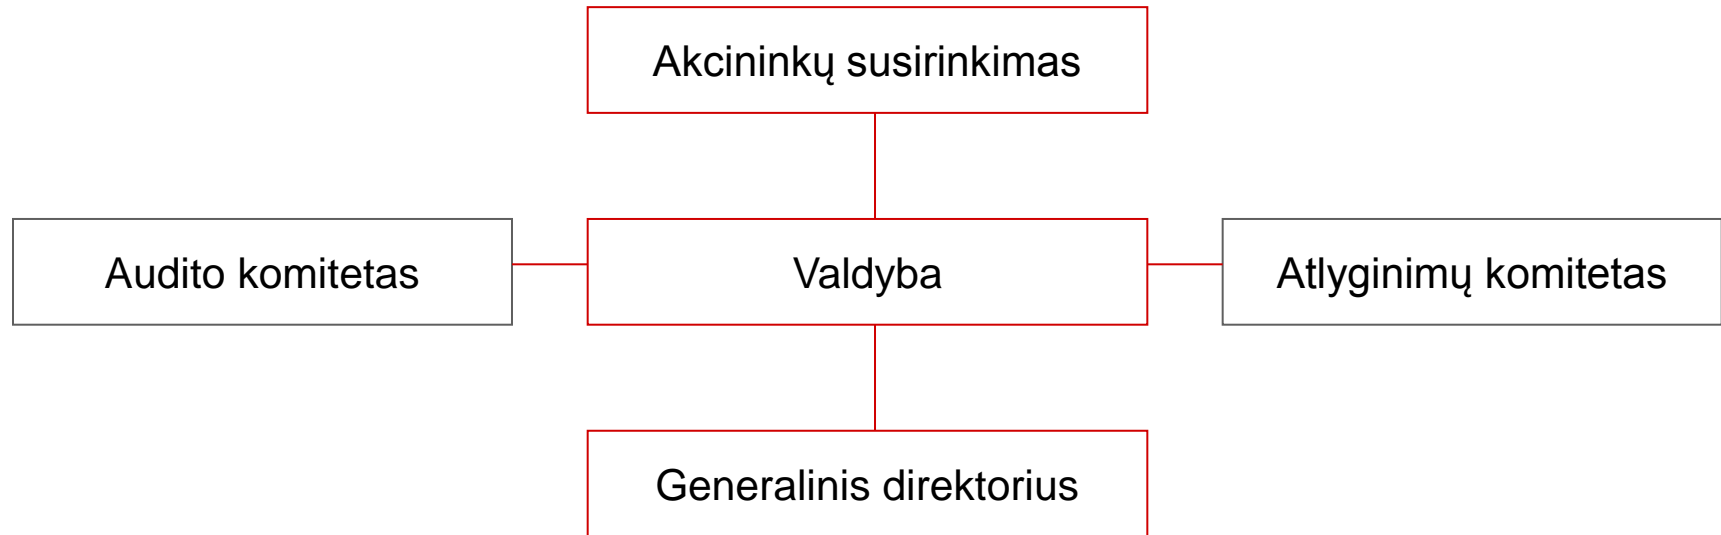 Akcininkų susirinkimas
Audito komitetas
Valdyba
Atlyginimų komitetas
Generalinis direktorius